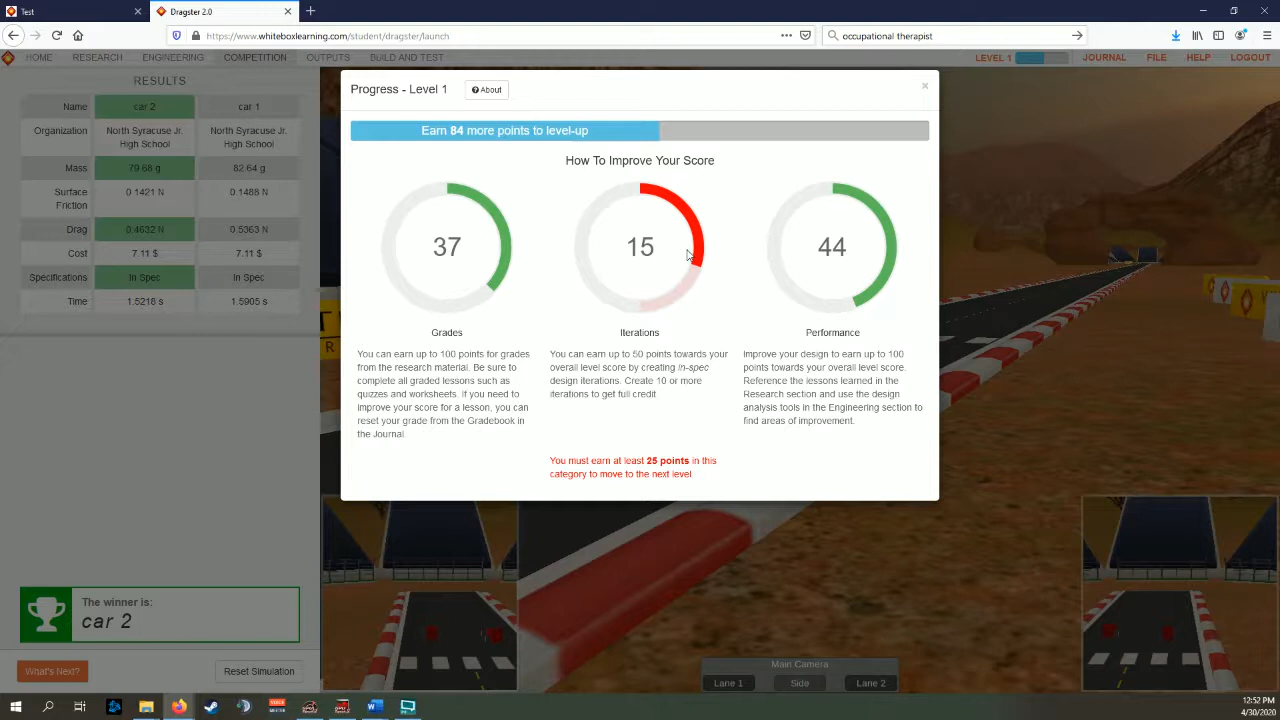 Test
Dragster 2.0
https://www.whiteboxlearning.com/student/dragster/launch
occupational therapist
HOME RESEARCH ENGINEERING COMPETITION OUTPUTS BUILD AND TEST
LEVEL 1 JOURNAL FILE HELP LOGOUT
RESULTS
Name car 2 car 1
Organization North Syracuse Jr. High School North Syracuse Jr. High School
Mass 79.68 g 82.64 g
Surface Friction 0.1421 N 0.1488 N
Drag 0.4632 N 0.5363 N
Cost 7.11 $ 7.11 $
Specifications In Spec In Spec
Time 1.5218 s 1.5905 s
The winner is:
car 2
What's Next? Reset Simulation
Progress - Level 1 About
Earn 84 more points to level-up
How To Improve Your Score
37
Grades
You can earn up to 100 points for grades
from the research material. Be sure to
complete all graded lessons such as
quizzes and worksheets. If you need to
improve your score for a lesson, you can
reset your grade from the Gradebook in
the Journal.
15
Iterations
You can earn up to 50 points towards your
overall level score by creating in-spec
design iterations. Create 10 or more
iterations to get full credit.
You must earn at least 25 points in this
category to move to the next level.
44
Performance
Improve your design to earn up to 100
points towards your overall level score.
Reference the lessons learned in the
Research section and use the design
analysis tools in the Engineering section to
find areas of improvement.
Main Camera
Lane 1 Side Lane 2
12:52 PM
4/30/2020